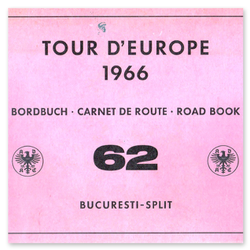 TOUR D'EUROPE
1966
BORDBUCH · CARNET DE ROUTE · ROAD BOOK
62
BUCURESTI-SPLIT